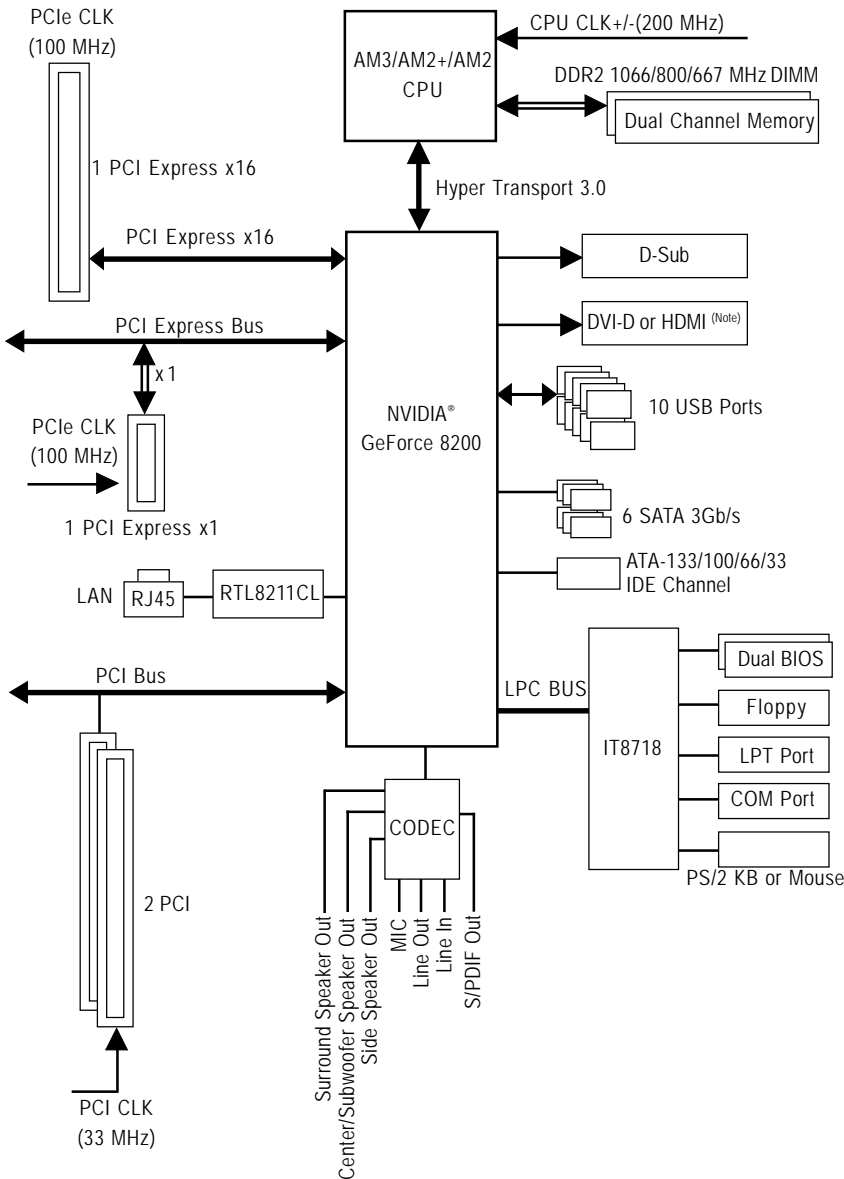 PCIe CLK
(100 MHz)
1 PCI Express x16
PCI Express x16
AM3/AM2+/AM2
CPU
CPU CLK+/-(200 MHz)
DDR2 1066/800/667 MHz DIMM
Dual Channel Memory
Hyper Transport 3.0
D-Sub
DVI-D or HDMI (Note)
PCI Express Bus
x1
PCIe CLK
(100 MHz)
1 PCI Express x1
NVIDIA®
GeForce 8200
10 USB Ports
6 SATA 3Gb/s
ATA-133/100/66/33
IDE Channel
LAN
RJ45
RTL8211CL
PCI Bus
LPC BUS
IT8718
Dual BIOS
Floppy
LPT Port
COM Port
PS/2 KB or Mouse
CODEC
2 PCI
Surround Speaker Out
Center/Subwoofer Speaker Out
Side Speaker Out
MIC
Line Out
Line In
S/PDIF Out
PCI CLK
(33 MHz)